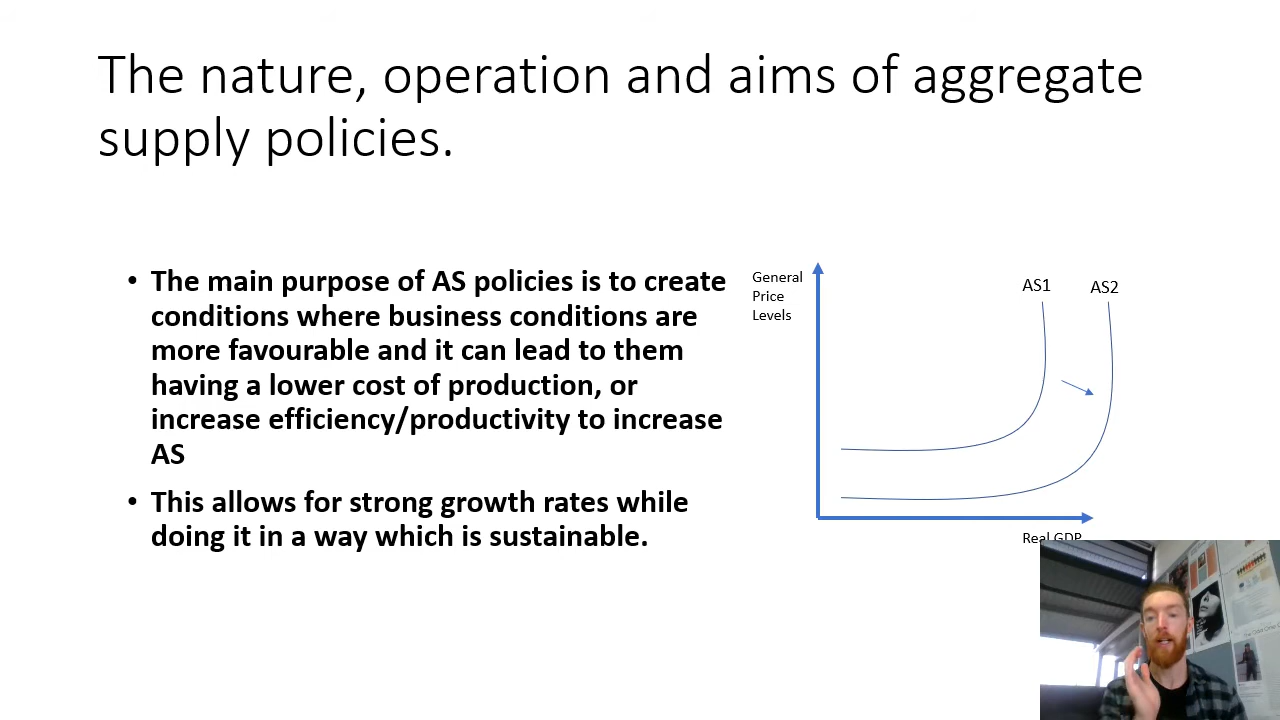 The nature, operation and aims of aggregate
supply policies.
• The main purpose of AS policies is to create
conditions where business conditions are
more favourable and it can lead to them
having a lower cost of production, or
increase efficiency/productivity to increase
AS
• This allows for strong growth rates while
doing it in a way which is sustainable.
General
Price
Levels
AS1
AS2
Real GDP